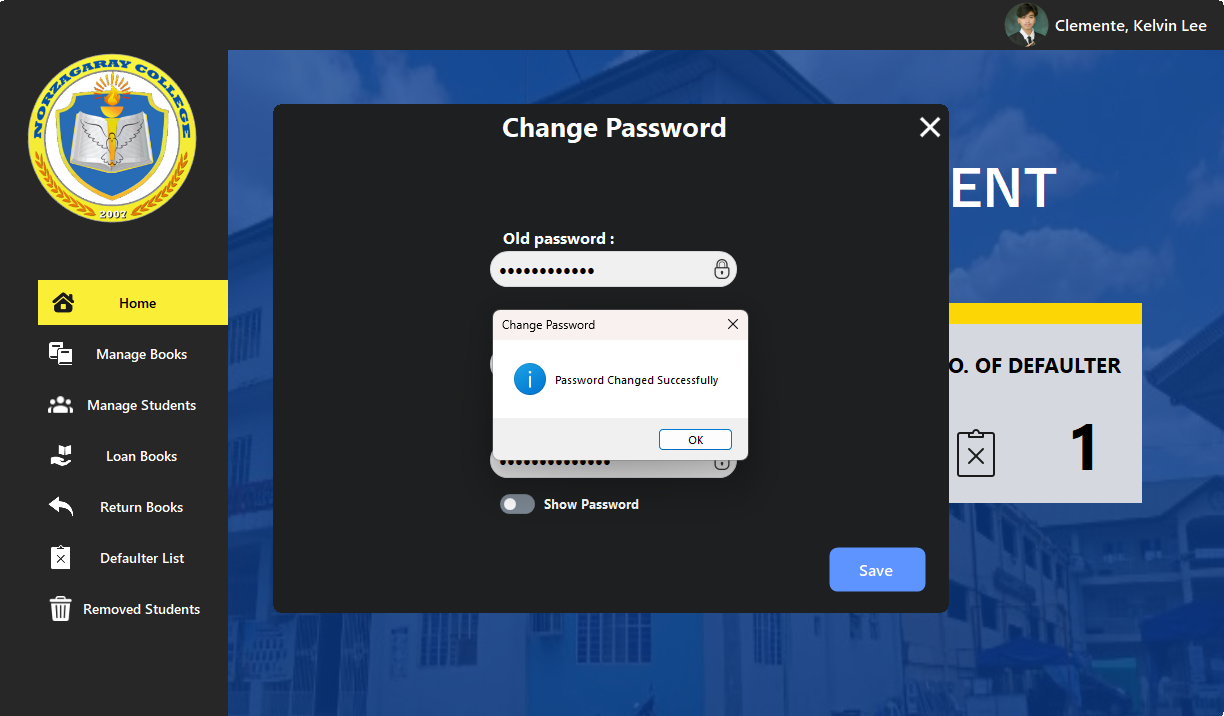 Clemente, Kelvin Lee
NORZAGARAY COLLEGE
2007
Change Password
ENT
Old password :
Home
Change Password
Manage Books
O. OF DEFAULTER
Password Changed Successfully
Manage Students
1
OK
Loan Books
Show Password
Return Books
Defaulter List
Save
Removed Students